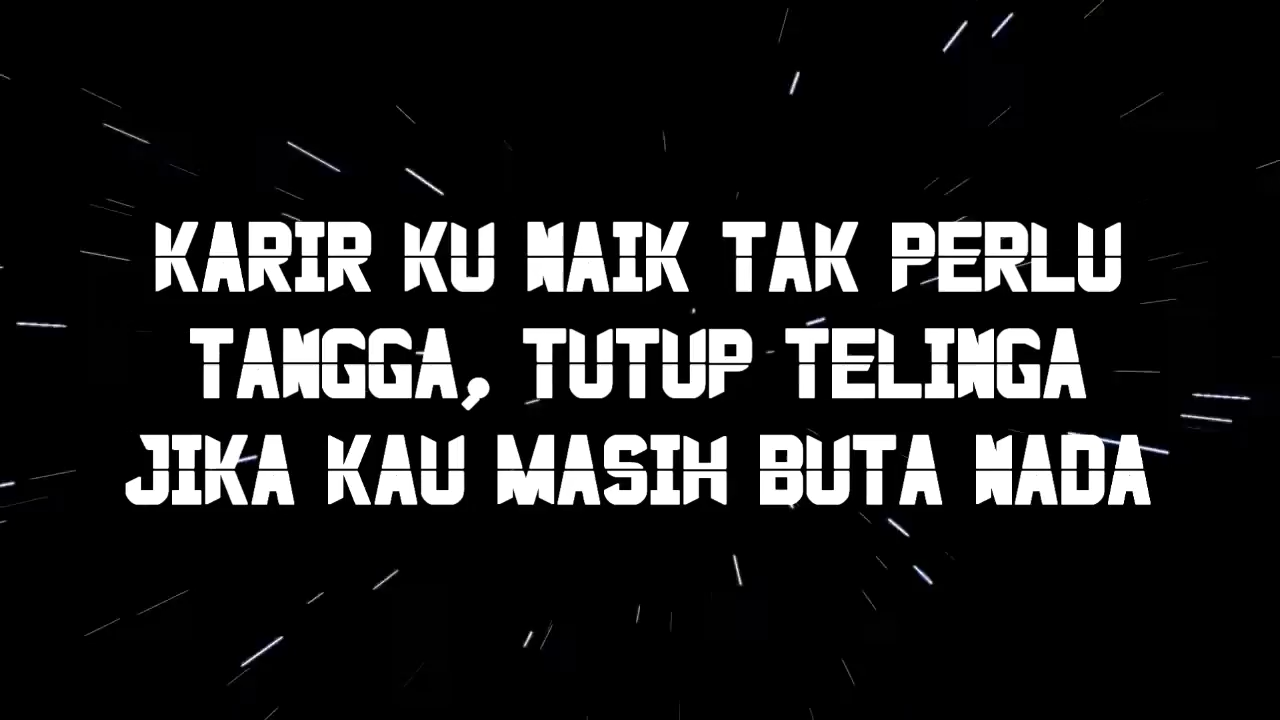 KARIR KU NAIK TAK PERLU
TANGGA, TUTUP TELINGA
JIKA KAU MASIH BUTA NADA